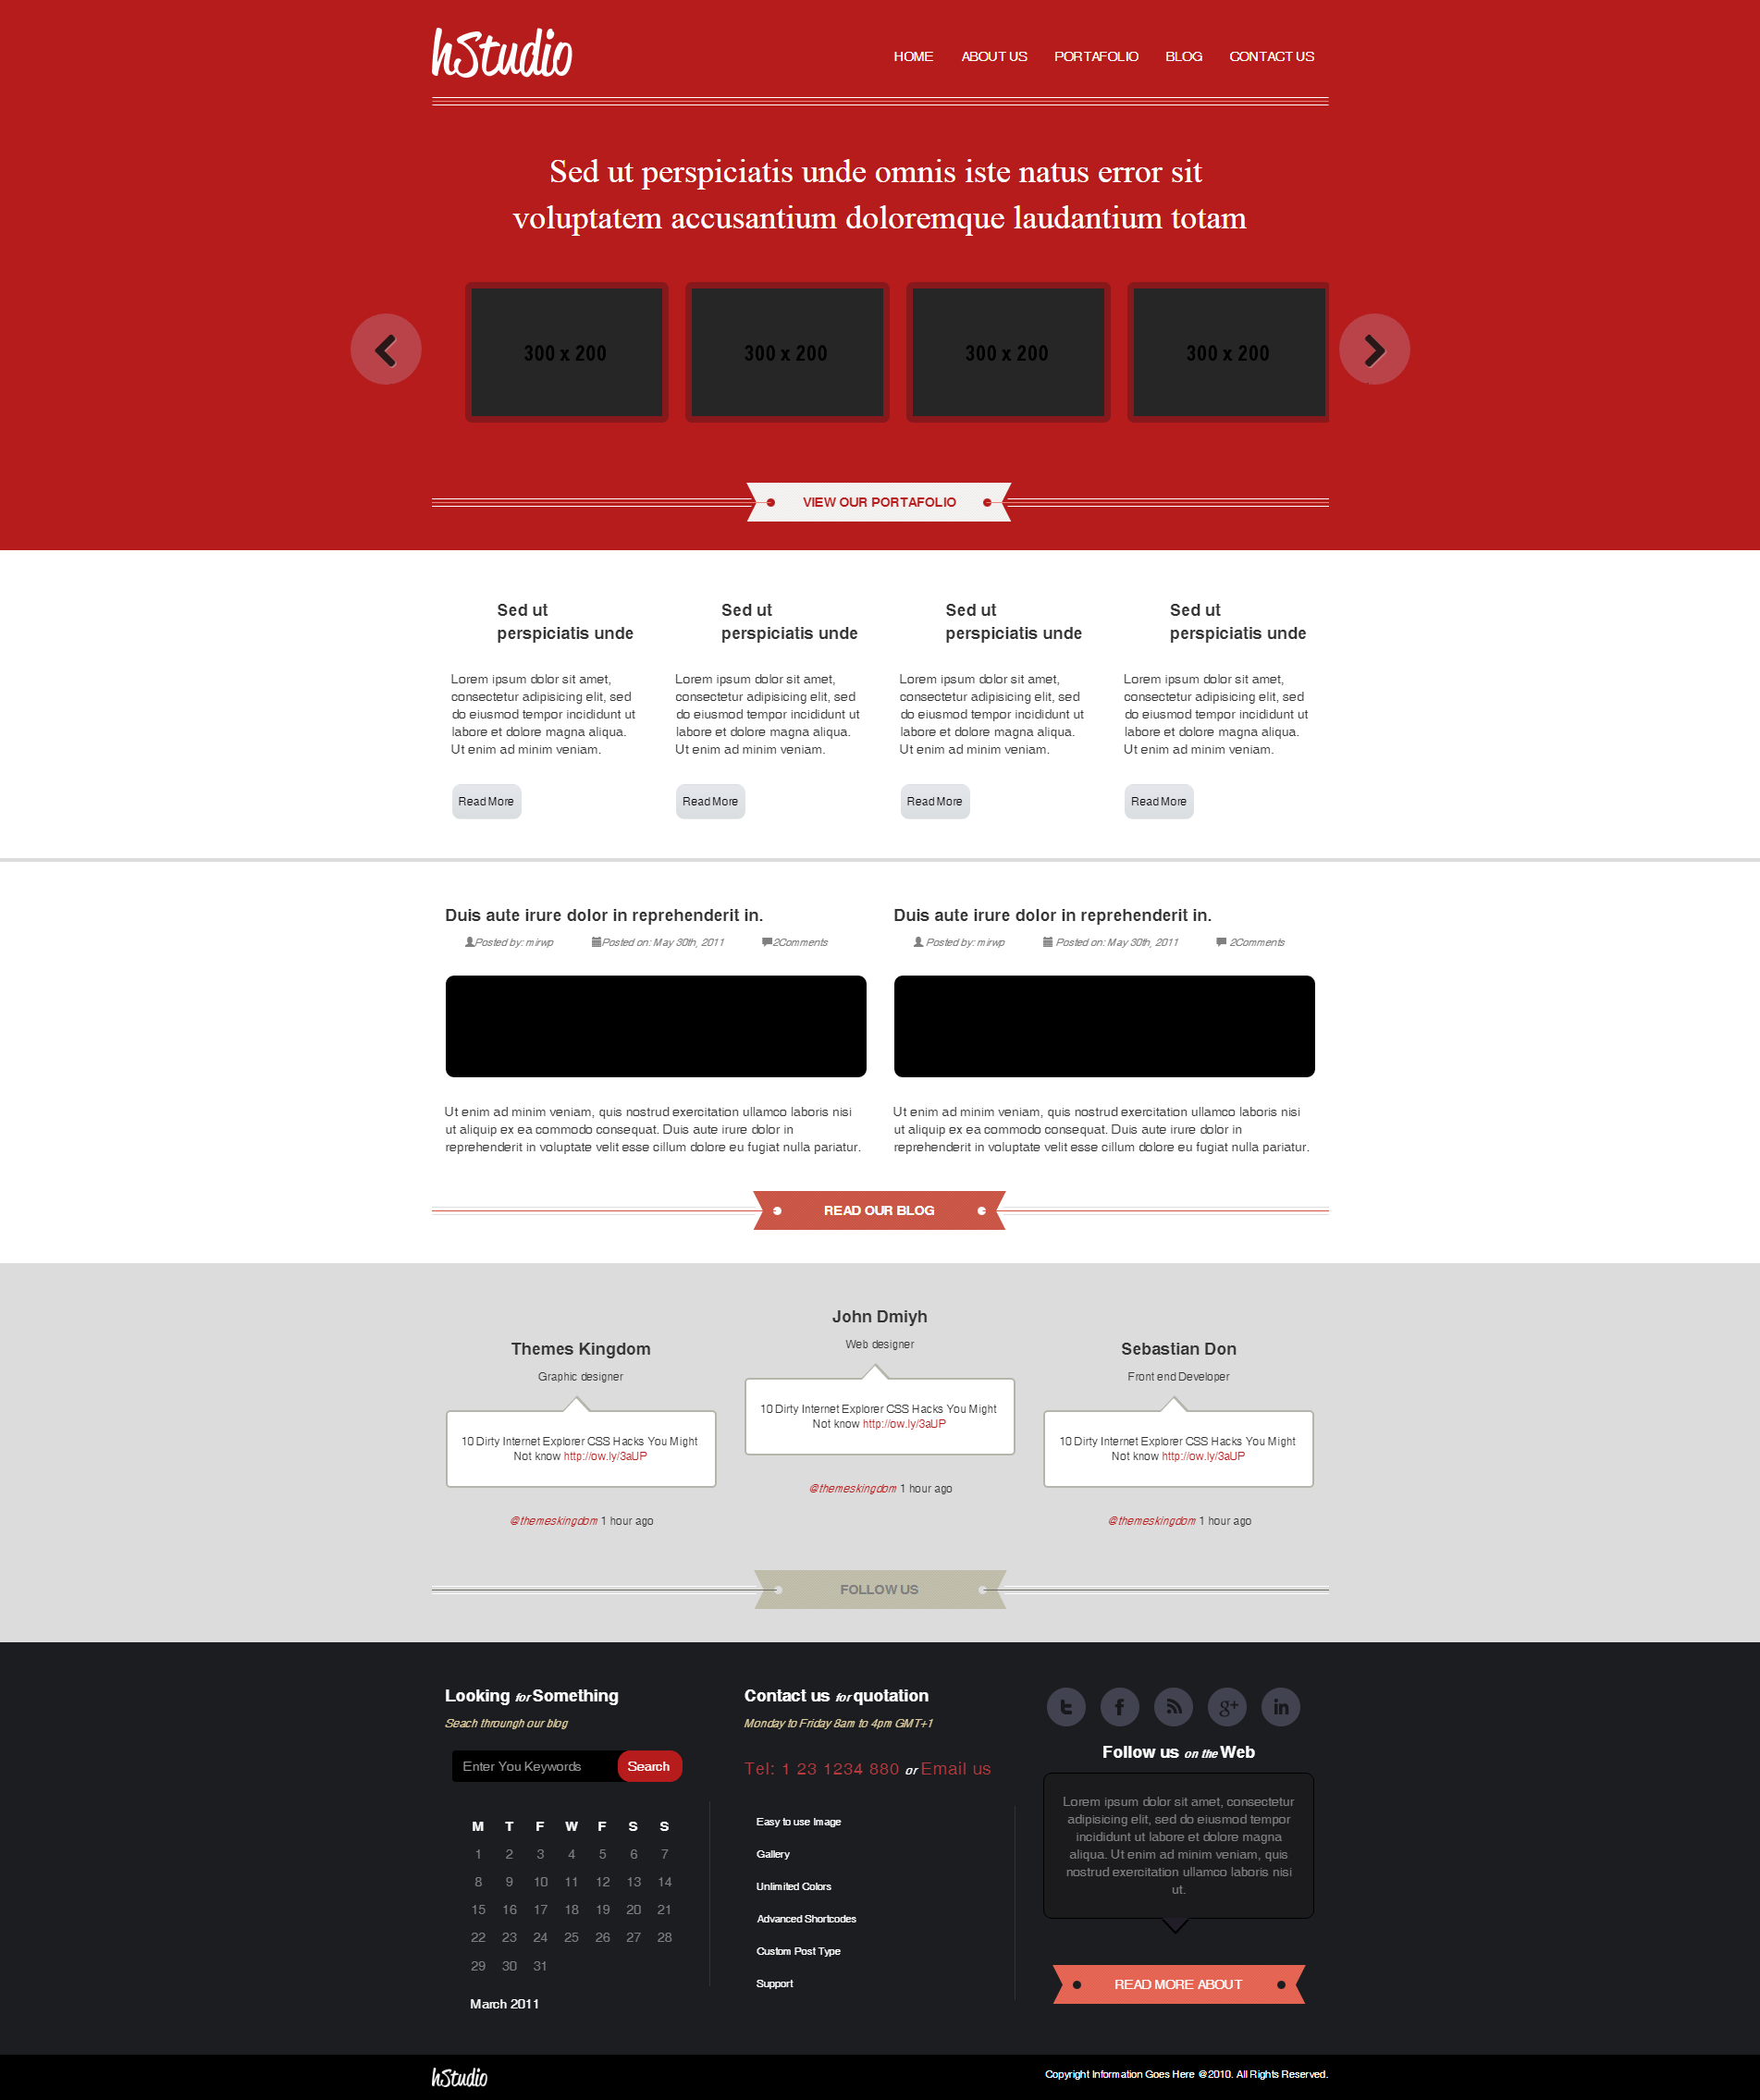 hStudio
HOME ABOUT US PORTAFOLIO BLOG CONTACT US
Sed ut perspiciatis unde omnis iste natus error sit
voluptatem accusantium doloremque laudantium totam
300 x 200 300 x 200 300 x 200 300 x 200
VIEW OUR PORTAFOLIO
Sed ut
perspiciatis unde
Lorem ipsum dolor sit amet,
consectetur adipisicing elit, sed
do eiusmod tempor incididunt ut
labore et dolore magna aliqua.
Ut enim ad minim veniam.
Read More
Sed ut
perspiciatis unde
Lorem ipsum dolor sit amet,
consectetur adipisicing elit, sed
do eiusmod tempor incididunt ut
labore et dolore magna aliqua.
Ut enim ad minim veniam.
Read More
Sed ut
perspiciatis unde
Lorem ipsum dolor sit amet,
consectetur adipisicing elit, sed
do eiusmod tempor incididunt ut
labore et dolore magna aliqua.
Ut enim ad minim veniam.
Read More
Sed ut
perspiciatis unde
Lorem ipsum dolor sit amet,
consectetur adipisicing elit, sed
do eiusmod tempor incididunt ut
labore et dolore magna aliqua.
Ut enim ad minim veniam.
Read More
Duis aute irure dolor in reprehenderit in.
Posted by: mirwp Posted on: May 30th, 2011 2Comments
Ut enim ad minim veniam, quis nostrud exercitation ullamco laboris nisi
ut aliquip ex ea commodo consequat. Duis aute irure dolor in
reprehenderit in voluptate velit esse cillum dolore eu fugiat nulla pariatur.
Duis aute irure dolor in reprehenderit in.
Posted by: mirwp Posted on: May 30th, 2011 2Comments
Ut enim ad minim veniam, quis nostrud exercitation ullamco laboris nisi
ut aliquip ex ea commodo consequat. Duis aute irure dolor in
reprehenderit in voluptate velit esse cillum dolore eu fugiat nulla pariatur.
READ OUR BLOG
Themes Kingdom
Graphic designer
10 Dirty Internet Explorer CSS Hacks You Might
Not know http://ow.ly/3aUP
@themeskingdom 1 hour ago
John Dmiyh
Web designer
10 Dirty Internet Explorer CSS Hacks You Might
Not know http://ow.ly/3aUP
@themeskingdom 1 hour ago
Sebastian Don
Front end Developer
10 Dirty Internet Explorer CSS Hacks You Might
Not know http://ow.ly/3aUP
@themeskingdom 1 hour ago
FOLLOW US
Looking for Something
Seach throungh our blog
Enter You Keywords Search
M T F W F S S
1 2 3 4 5 6 7
8 9 10 11 12 13 14
15 16 17 18 19 20 21
22 23 24 25 26 27 28
29 30 31
March 2011
Contact us for quotation
Monday to Friday 8am to 4pm GMT+1
Tel: 1 23 1234 880 or Email us
Easy to use Image
Gallery
Unlimited Colors
Advanced Shortcodes
Custom Post Type
Support
Follow us on the Web
Lorem ipsum dolor sit amet, consectetur
adipisicing elit, sed do eiusmod tempor
incididunt ut labore et dolore magna
aliqua. Ut enim ad minim veniam, quis
nostrud exercitation ullamco laboris nisi
ut.
READ MORE ABOUT
hStudio
Copyright Information Goes Here @2010. All Rights Reserved.